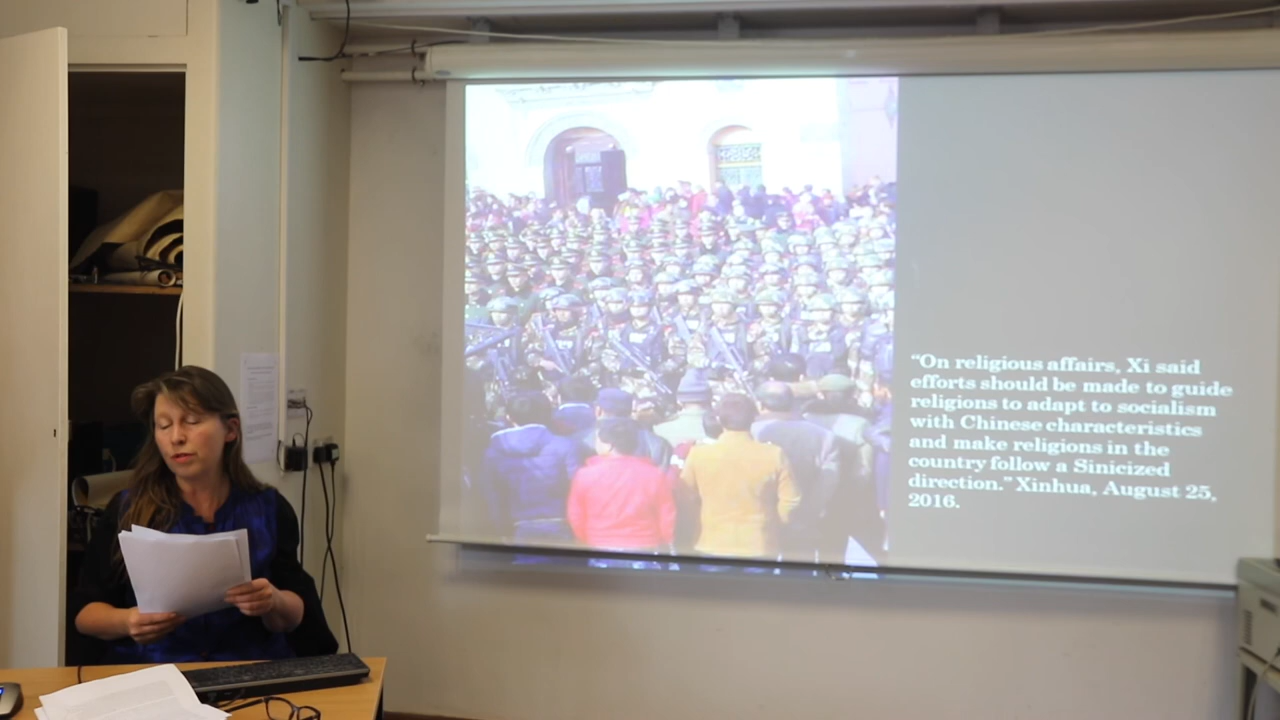 “On religious affairs, Xi said
efforts should be made to guide
religions to adapt to socialism
with Chinese characteristics
and make religions in the
country follow a Sinicized
direction.” Xinhua, August 25,
2016.